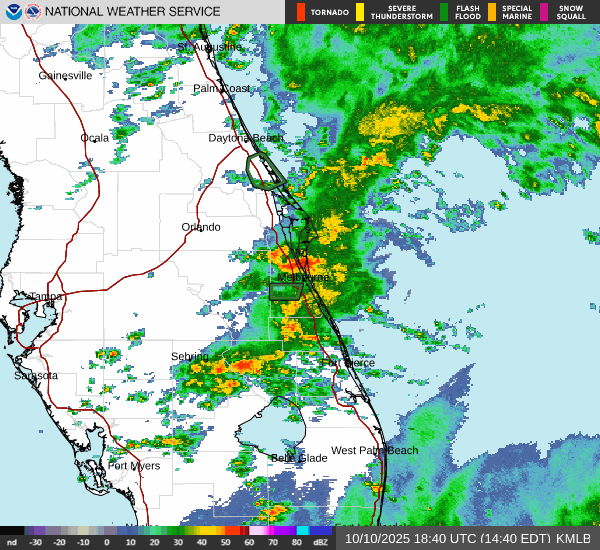 NATIONAL WEATHER SERVICE
TORNADO
SEVERE
THUNDERSTORM
FLASH
FLOOD
SPECIAL
MARINE
SNOW
SQUALL
St. Augustine
Gainesville
Palm Coast
Ocala
Daytona Beach
Orlando
Melbourne
Tampa
Sebring
Fort Pierce
Sarasota
West Palm Beach
Belle Glade
Fort Myers
nd -30 -20 -10 0 10 20 30 40 50 60 70 80 dBZ
10/10/2025 18:40 UTC (14:40 EDT) KMLB